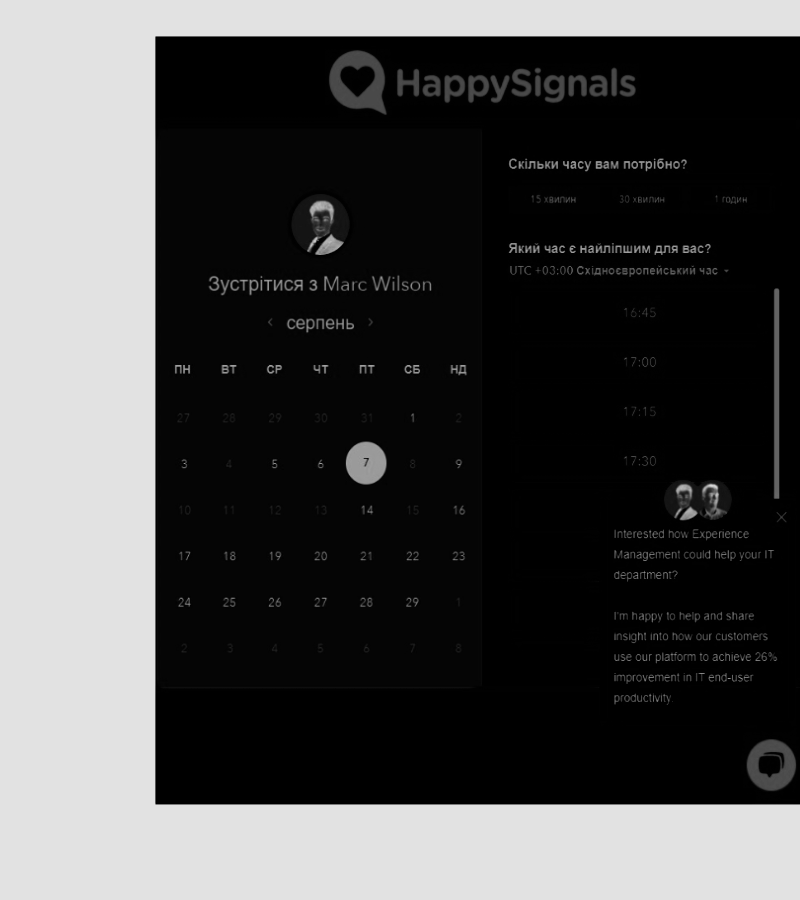 HappySignals
Зустрітися з Marc Wilson
серпень
ПН ВТ СР ЧТ ПТ СБ НД
27 28 29 30 31 1 2
3 4 5 6 7 8 9
10 11 12 13 14 15 16
17 18 19 20 21 22 23
24 25 26 27 28 29 1
2 3 4 5 6 7 8
Скільки часу вам потрібно?
15 хвилин 30 хвилин 1 годин
Який час є найліпшим для вас?
UTC +03:00 Східноєвропейський час
16:45
17:00
17:15
17:30
Interested how Experience
Management could help your IT
department?
I'm happy to help and share
insight into how our customers
use our platform to achieve 26%
improvement in IT end-user
productivity.